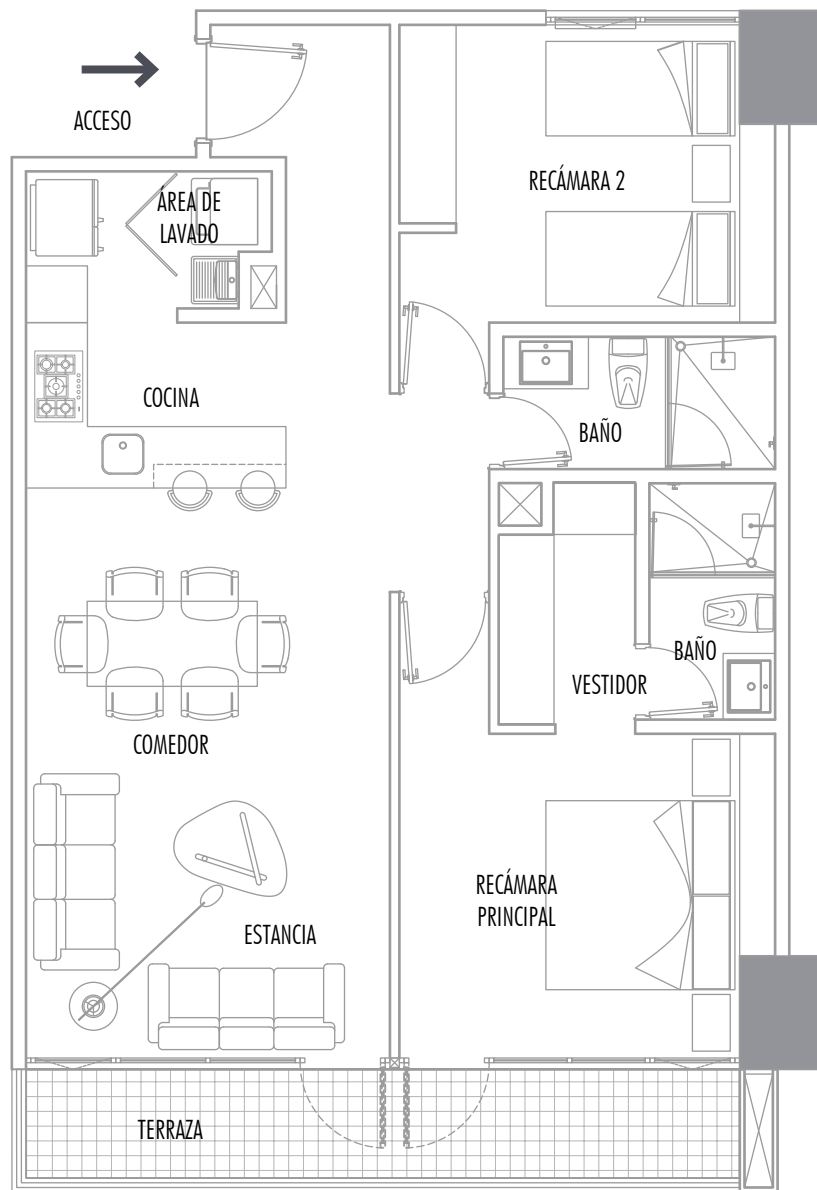 ACCESO
RECÁMARA 2
ÁREA DE
LAVADO
COCINA
BAÑO
BAÑO
VESTIDOR
COMEDOR
RECÁMARA
PRINCIPAL
ESTANCIA
TERRAZA